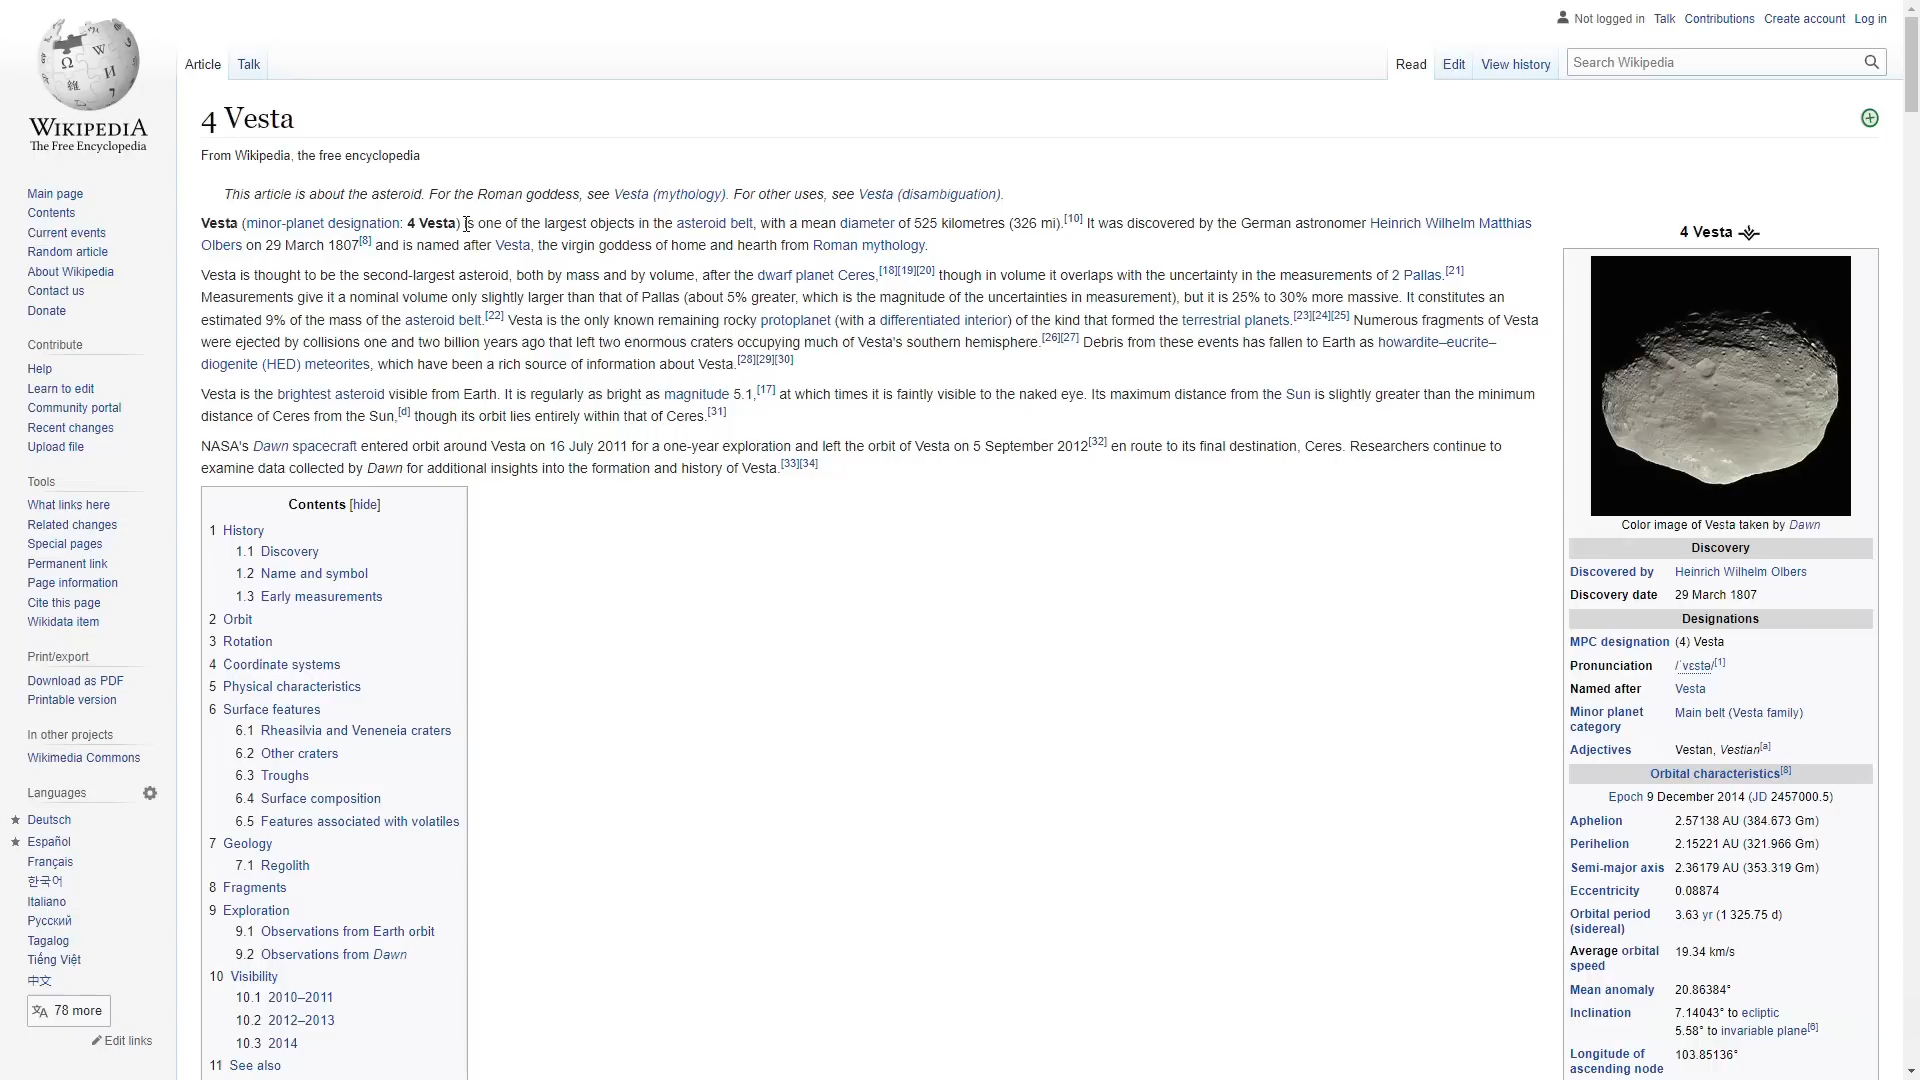 Not logged in Talk Contributions Create account Log in
Article Talk Read Edit View history Search Wikipedia
WIKIPEDIA
The Free Encyclopedia
Main page
Contents
Current events
Random article
About Wikipedia
Contact us
Donate
Contribute
Help
Learn to edit
Community portal
Recent changes
Upload file
Tools
What links here
Related changes
Special pages
Permanent link
Page information
Cite this page
Wikidata item
Print/export
Download as PDF
Printable version
In other projects
Wikimedia Commons
Languages
Deutsch
Español
Français
한국어
Italiano
Русский
Tagalog
Tiếng Việt
中文
78 more
Edit links
4 Vesta
From Wikipedia, the free encyclopedia
This article is about the asteroid. For the Roman goddess, see Vesta (mythology). For other uses, see Vesta (disambiguation).
Vesta (minor-planet designation: 4 Vesta) is one of the largest objects in the asteroid belt, with a mean diameter of 525 kilometres (326 mi).[10] It was discovered by the German astronomer Heinrich Wilhelm Matthias
Olbers on 29 March 1807[8] and is named after Vesta, the virgin goddess of home and hearth from Roman mythology.
Vesta is thought to be the second-largest asteroid, both by mass and by volume, after the dwarf planet Ceres,[18][19][20] though in volume it overlaps with the uncertainty in the measurements of 2 Pallas.[21]
Measurements give it a nominal volume only slightly larger than that of Pallas (about 5% greater, which is the magnitude of the uncertainties in measurement), but it is 25% to 30% more massive. It constitutes an
estimated 9% of the mass of the asteroid belt.[22] Vesta is the only known remaining rocky protoplanet (with a differentiated interior) of the kind that formed the terrestrial planets.[23][24][25] Numerous fragments of Vesta
were ejected by collisions one and two billion years ago that left two enormous craters occupying much of Vesta's southern hemisphere.[26][27] Debris from these events has fallen to Earth as howardite–eucrite–
diogenite (HED) meteorites, which have been a rich source of information about Vesta.[28][29][30]
Vesta is the brightest asteroid visible from Earth. It is regularly as bright as magnitude 5.1,[17] at which times it is faintly visible to the naked eye. Its maximum distance from the Sun is slightly greater than the minimum
distance of Ceres from the Sun,[d] though its orbit lies entirely within that of Ceres.[31]
NASA's Dawn spacecraft entered orbit around Vesta on 16 July 2011 for a one-year exploration and left the orbit of Vesta on 5 September 2012[32] en route to its final destination, Ceres. Researchers continue to
examine data collected by Dawn for additional insights into the formation and history of Vesta.[33][34]
Contents [hide]
1 History
1.1 Discovery
1.2 Name and symbol
1.3 Early measurements
2 Orbit
3 Rotation
4 Coordinate systems
5 Physical characteristics
6 Surface features
6.1 Rheasilvia and Veneneia craters
6.2 Other craters
6.3 Troughs
6.4 Surface composition
6.5 Features associated with volatiles
7 Geology
7.1 Regolith
8 Fragments
9 Exploration
9.1 Observations from Earth orbit
9.2 Observations from Dawn
10 Visibility
10.1 2010–2011
10.2 2012–2013
10.3 2014
11 See also
4 Vesta
Color image of Vesta taken by Dawn
Discovery
Discovered by Heinrich Wilhelm Olbers
Discovery date 29 March 1807
Designations
MPC designation (4) Vesta
Pronunciation /ˈvɛstə/[1]
Named after Vesta
Minor planet Main belt (Vesta family)
category
Adjectives Vestan, Vestian[a]
Orbital characteristics[8]
Epoch 9 December 2014 (JD 2457000.5)
Aphelion 2.57138 AU (384.673 Gm)
Perihelion 2.15221 AU (321.966 Gm)
Semi-major axis 2.36179 AU (353.319 Gm)
Eccentricity 0.08874
Orbital period 3.63 yr (1 325.75 d)
(sidereal)
Average orbital 19.34 km/s
speed
Mean anomaly 20.86384°
Inclination 7.14043° to ecliptic
5.58° to invariable plane[6]
Longitude of 103.85136°
ascending node